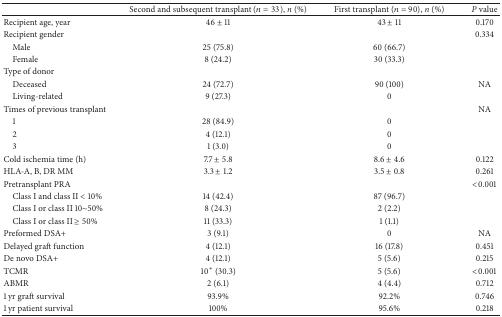 Second and subsequent transplant (n = 33), n (%) First transplant (n = 90), n (%) P value
Recipient age, year 46 ± 11 43 ± 11 0.170
Recipient gender 0.334
Male 25 (75.8) 60 (66.7)
Female 8 (24.2) 30 (33.3)
Type of donor
Deceased 24 (72.7) 90 (100) NA
Living-related 9 (27.3) 0
Times of previous transplant NA
1 28 (84.9) 0
2 4 (12.1) 0
3 1 (3.0) 0
Cold ischemia time (h) 7.7 ± 5.8 8.6 ± 4.6 0.122
HLA-A, B, DR MM 3.3 ± 1.2 3.5 ± 0.8 0.261
Pretransplant PRA <0.001
Class I and class II < 10% 14 (42.4) 87 (96.7)
Class I or class II 10~50% 8 (24.3) 2 (2.2)
Class I or class II ≥ 50% 11 (33.3) 1 (1.1)
Preformed DSA+ 3 (9.1) 0 NA
Delayed graft function 4 (12.1) 16 (17.8) 0.451
De novo DSA+ 4 (12.1) 5 (5.6) 0.215
TCMR 10* (30.3) 5 (5.6) <0.001
ABMR 2 (6.1) 4 (4.4) 0.712
1 yr graft survival 93.9% 92.2% 0.746
1 yr patient survival 100% 95.6% 0.218